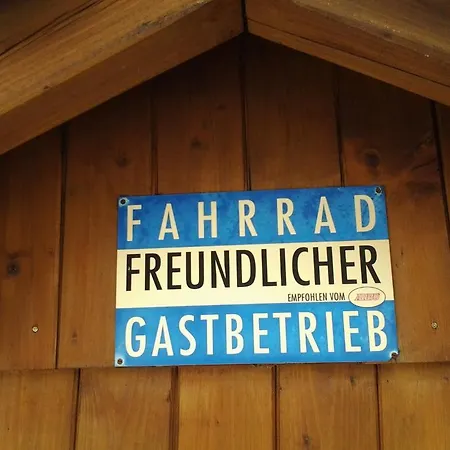 FAHRRAD
FREUNDLICHER
EMPFOHLEN VOM
GASTBETRIEB